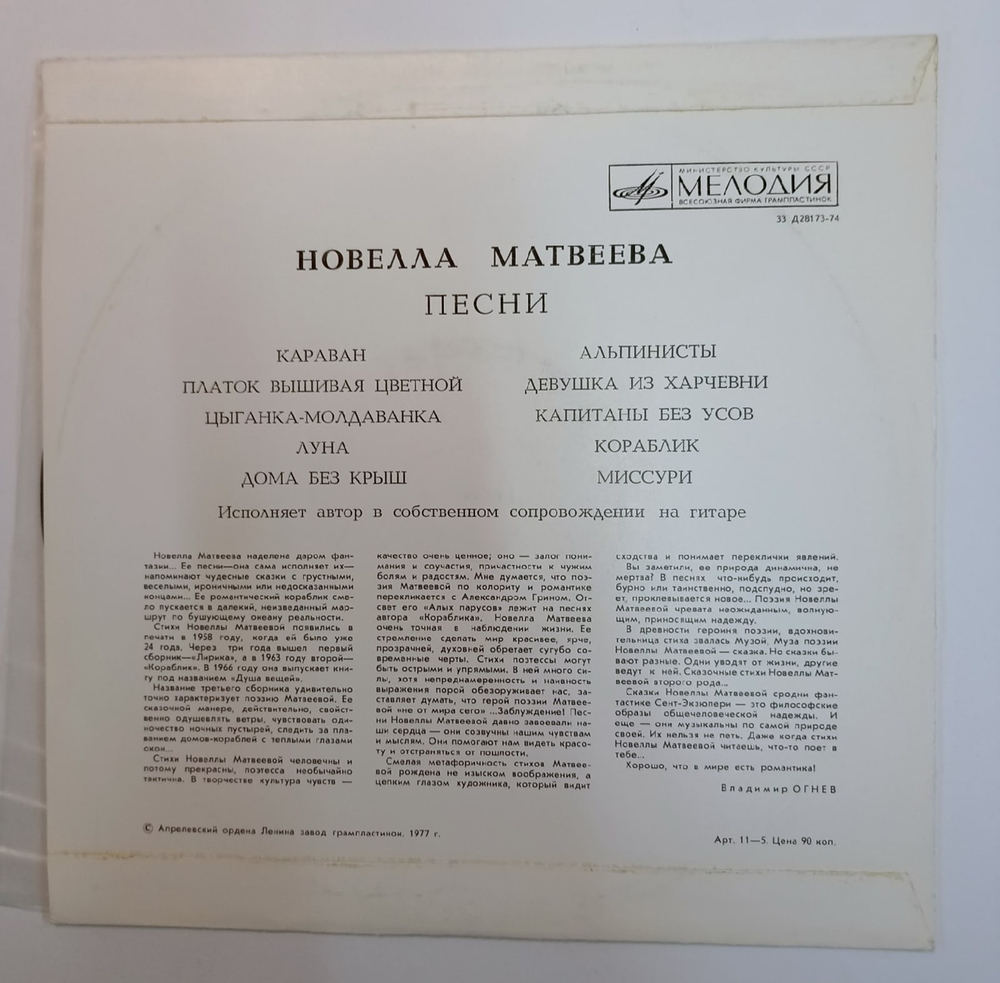 МИНИСТЕРСТВО КУЛЬТУРЫ СССР
МЕЛОДИЯ
ВСЕСОЮЗНАЯ ФИРМА ГРАМПЛАСТИНОК
33 Д28173-74
НОВЕЛЛА МАТВЕЕВА
ПЕСНИ
КАРАВАН
ПЛАТОК ВЫШИВАЯ ЦВЕТНОЙ
ЦЫГАНКА-МОЛДАВАНКА
ЛУНА
ДОМА БЕЗ КРЫШ
АЛЬПИНИСТЫ
ДЕВУШКА ИЗ ХАРЧЕВНИ
КАПИТАНЫ БЕЗ УСОВ
КОРАБЛИК
МИССУРИ
Исполняет автор в собственном сопровождении на гитаре
Новелла Матвеева наделена даром фан-
тазии... Ее песни—она сама исполняет их—
напоминают чудесные сказки с грустными,
веселыми, ироничными или недосказанными
концами... Ее романтический кораблик сме-
ло пускается в далекий, неизведанный мар-
шрут по бушующему океану реальности.
Стихи Новеллы Матвеевой появились в
печати в 1958 году, когда ей было уже
24 года. Через три года вышел первый
сборник—«Лирика», а в 1963 году второй—
«Кораблик». В 1966 году она выпускает кни-
гу под названием «Душа вещей».
Название третьего сборника удивительно
точно характеризует поэзию Матвеевой. Ее
сказочной манере, действительно, свойст-
венно одушевлять ветры, чувствовать оди-
ночество ночных пустырей, следить за пла-
ванием домов-кораблей с теплыми глазами
окон...
Стихи Новеллы Матвеевой человечны и
потому прекрасны, поэтесса необычайно
тактична. В творчестве культура чувств —
качество очень ценное; оно — залог пони-
мания и соучастия, причастности к чужим
болям и радостям. Мне думается, что поэ-
зия Матвеевой по колориту и романтике
перекликается с Александром Грином. От-
свет его «Алых парусов» лежит на песнях
автора «Кораблика». Новелла Матвеева
очень точная в наблюдении жизни. Ее
стремление сделать мир красивее, ярче,
прозрачней, духовней обретает сугубо со-
временные черты. Стихи поэтессы могут
быть острыми и упрямыми. В ней много си-
лы, хотя непреднамеренность и наивность
выражения порой обезоруживает нас, за-
ставляет думать, что герой поэзии Матвее-
вой «не от мира сего» ...Заблуждение! Пес-
ни Новеллы Матвеевой давно завоевали на-
ши сердца — они созвучны нашим чувствам
и мыслям. Они помогают нам видеть красо-
ту и отстраняться от пошлости.
Смелая метафоричность стихов Матвее-
вой рождена не изыском воображения, а
цепким глазом художника, который видит
сходства и понимает переклички явлений.
Вы заметили, ее природа динамична, не
мертва? В песнях что-нибудь происходит,
бурно или таинственно, подспудно, но зре-
ет, проклевывается новое... Поэзия Новеллы
Матвеевой чревата неожиданным, волную-
щим, приносящим надежду.
В древности героиня поэзии, вдохнови-
тельница стиха звалась Музой. Муза поэзии
Новеллы Матвеевой — сказка. Но сказки бы-
вают разные. Одни уводят от жизни, другие
ведут к ней. Сказочные стихи Новеллы Мат-
веевой второго рода...
Сказки Новеллы Матвеевой сродни фан-
тастике Сент-Экзюпери — это философские
образы общечеловеческой надежды. И
еще — они музыкальны по самой природе
своей. Их нельзя не петь. Даже когда стихи
Новеллы Матвеевой читаешь, что-то поет в
тебе...
Хорошо, что в мире есть романтика!
Владимир ОГНЕВ
© Апрелевский ордена Ленина завод грампластинок. 1977 г.
Арт. 11—5. Цена 90 коп.